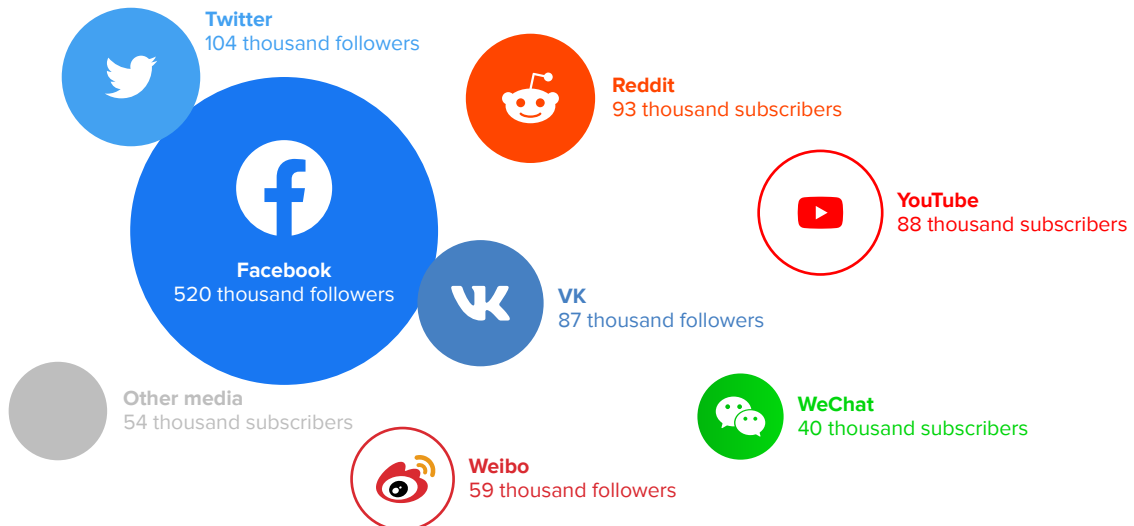 Twitter
104 thousand followers
Reddit
93 thousand subscribers
YouTube
88 thousand subscribers
Facebook
520 thousand followers
VK
87 thousand followers
Other media
54 thousand subscribers
WeChat
40 thousand subscribers
Weibo
59 thousand followers